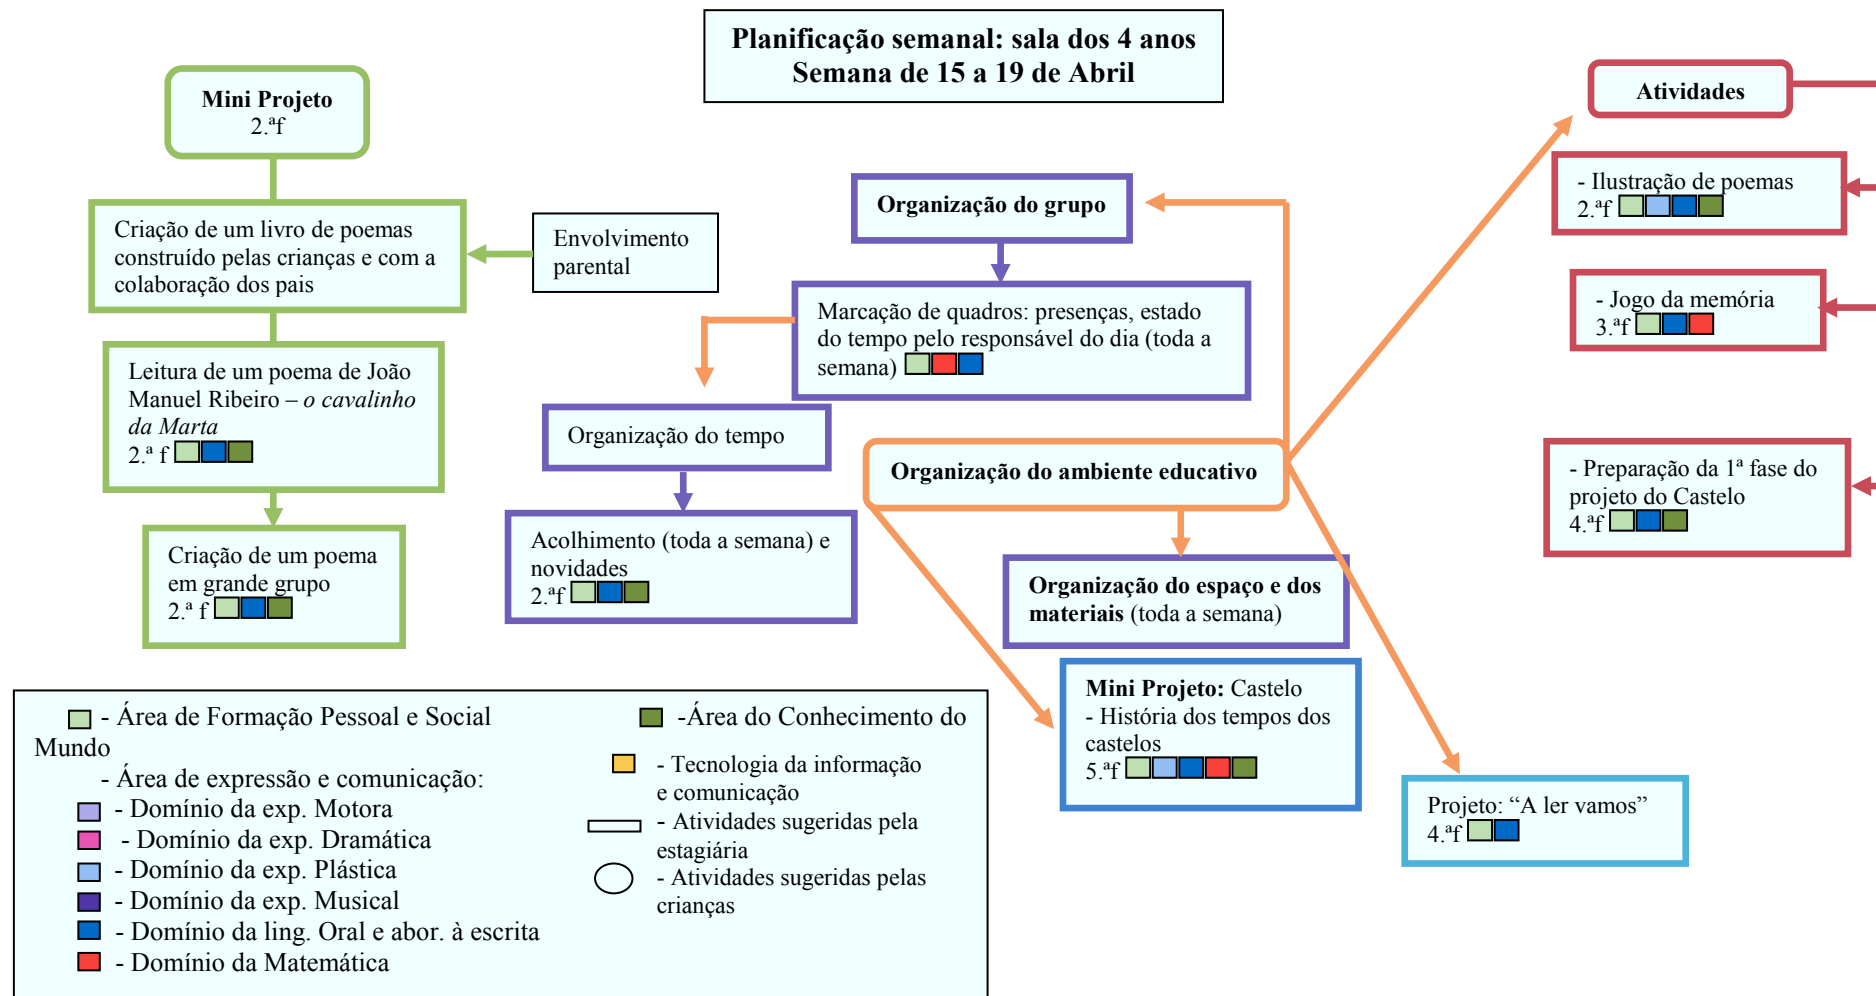 Planificação semanal: sala dos 4 anos
Semana de 15 a 19 de Abril
Mini Projeto
2.ªf
Criação de um livro de poemas
construído pelas crianças e com a
colaboração dos pais
Envolvimento
parental
Leitura de um poema de João
Manuel Ribeiro – o cavalinho
da Marta
2.ª f
Criação de um poema
em grande grupo
2.ª f
Organização do grupo
Marcação de quadros: presenças, estado
do tempo pelo responsável do dia (toda a
semana)
Organização do tempo
Acolhimento (toda a semana) e
novidades
2.ªf
Organização do ambiente educativo
Organização do espaço e dos
materiais (toda a semana)
Mini Projeto: Castelo
- História dos tempos dos
castelos
5.ªf
Projeto: “A ler vamos”
4.ªf
Atividades
- Ilustração de poemas
2.ªf
- Jogo da memória
3.ªf
- Preparação da 1ª fase do
projeto do Castelo
4.ªf
- Área de Formação Pessoal e Social -Área do Conhecimento do
Mundo
- Área de expressão e comunicação:
- Domínio da exp. Motora
- Domínio da exp. Dramática
- Domínio da exp. Plástica
- Domínio da exp. Musical
- Domínio da ling. Oral e abor. à escrita
- Domínio da Matemática
- Tecnologia da informação
e comunicação
- Atividades sugeridas pela
estagiária
- Atividades sugeridas pelas
crianças